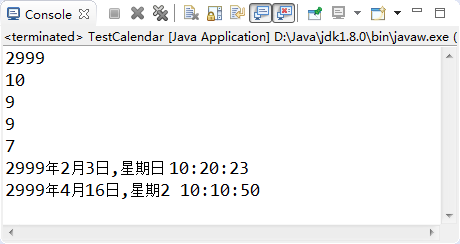 Console
<terminated> TestCalendar [Java Application] D:\Java\jdk1.8.0\bin\javaw.exe (
2999
10
9
9
7
2999年2月3日,星期日 10:20:23
2999年4月16日,星期2 10:10:50